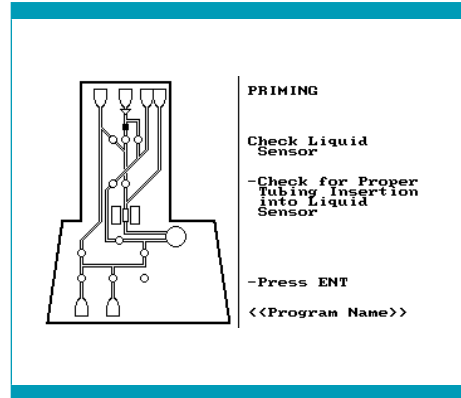 PRIMING
Check Liquid
Sensor
-Check for Proper
Tubing Insertion
into Liquid
Sensor
-Press ENT
<<Program Name>>